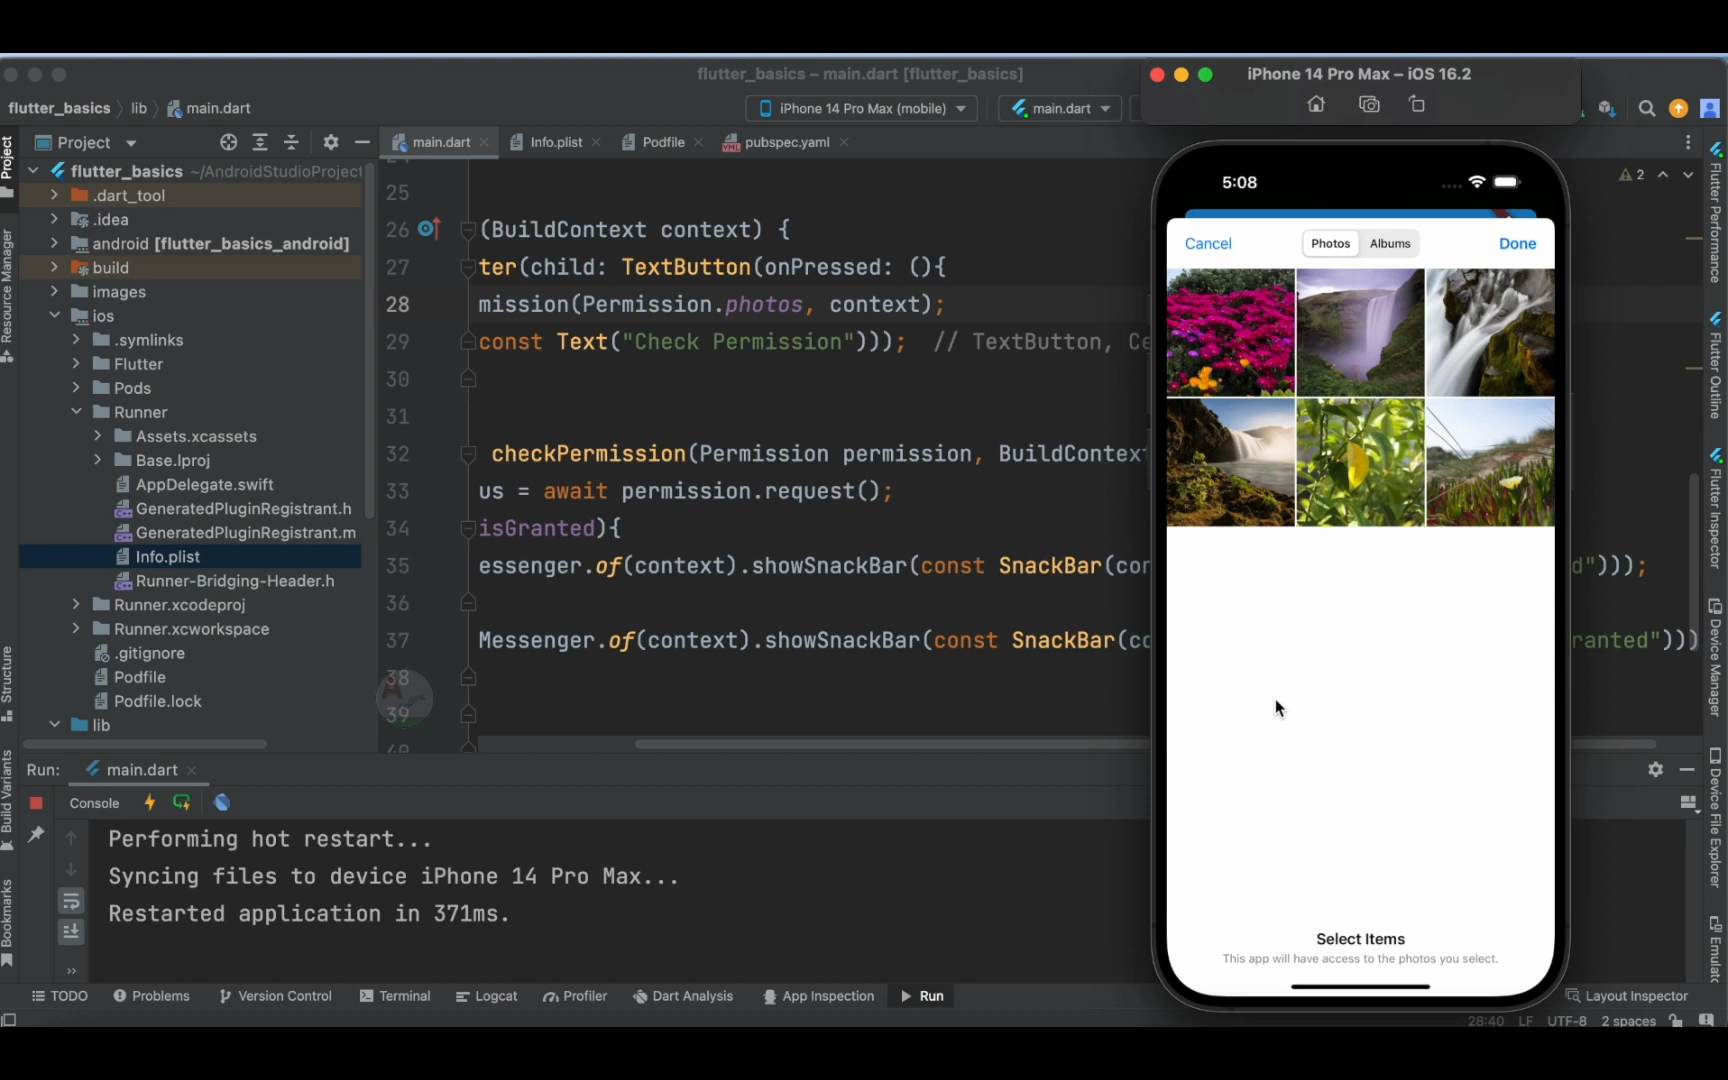 flutter_basics – main.dart [flutter_basics]
iPhone 14 Pro Max – iOS 16.2
flutter_basics
lib
main.dart
iPhone 14 Pro Max (mobile)
main.dart
Project
main.dart
Info.plist
Podfile
pubspec.yaml
Project
Resource Manager
Structure
Build Variants
Bookmarks
flutter_basics ~/AndroidStudioProject
.dart_tool
.idea
android [flutter_basics_android]
build
images
ios
.symlinks
Flutter
Pods
Runner
Assets.xcassets
Base.lproj
AppDelegate.swift
GeneratedPluginRegistrant.h
GeneratedPluginRegistrant.m
Info.plist
Runner-Bridging-Header.h
Runner.xcodeproj
Runner.xcworkspace
.gitignore
Podfile
Podfile.lock
lib
25
26 (BuildContext context) {
27 ter(child: TextButton(onPressed: (){
28 mission(Permission.photos, context);
29 const Text("Check Permission"))); // TextButton, Ce
30
31
32 checkPermission(Permission permission, BuildContext
33 us = await permission.request();
34 isGranted){
35 essenger.of(context).showSnackBar(const SnackBar(con d")));
36
37 Messenger.of(context).showSnackBar(const SnackBar(co ranted")))
38
39
40
2
5:08
Cancel
Photos
Albums
Done
Select Items
This app will have access to the photos you select.
Flutter Performance
Flutter Outline
Flutter Inspector
Device Manager
Device File Explorer
Emulat
Run:
main.dart
Console
Performing hot restart...
Syncing files to device iPhone 14 Pro Max...
Restarted application in 371ms.
TODO
Problems
Version Control
Terminal
Logcat
Profiler
Dart Analysis
App Inspection
Run
Layout Inspector
28:40
LF
UTF-8
2 spaces